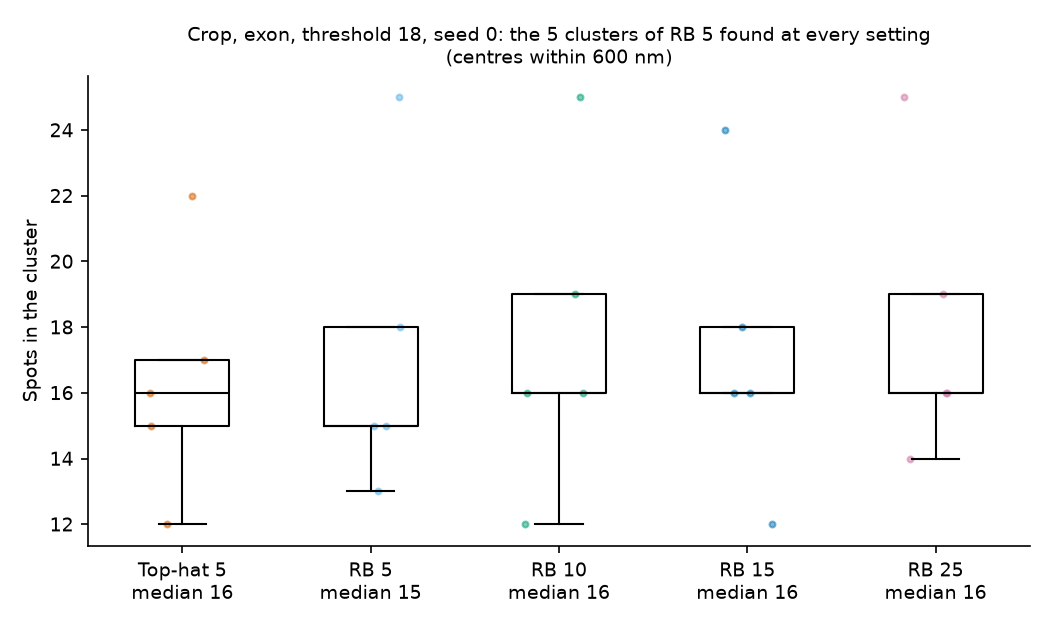 Crop, exon, threshold 18, seed 0: the 5 clusters of RB 5 found at every setting
(centres within 600 nm)
Spots in the cluster
24
22
20
18
16
14
12
Top-hat 5
median 16
RB 5
median 15
RB 10
median 16
RB 15
median 16
RB 25
median 16